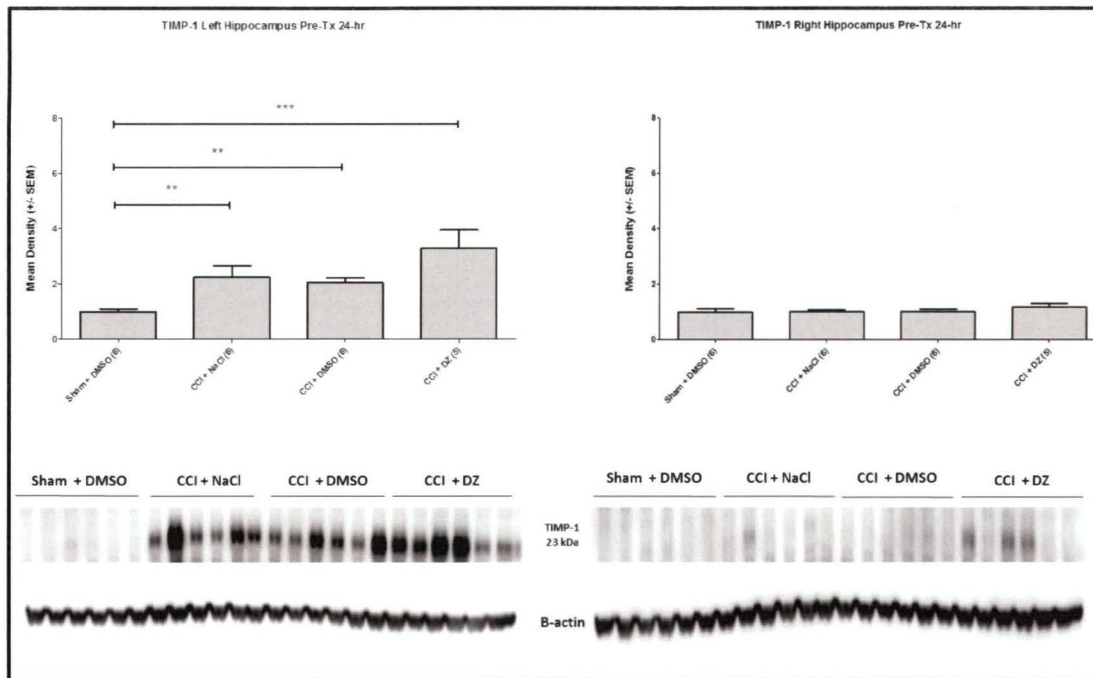 TIMP-1 Left Hippocampus Pre-Tx 24-hr
***
**
**
8
6
4
2
0
Mean Density (+/- SEM)
Sham + DMSO (6)
CCI + NaCl (6)
CCI + DMSO (6)
CCI + DZ (5)
TIMP-1 Right Hippocampus Pre-Tx 24-hr
8
6
4
2
0
Mean Density (+/- SEM)
Sham + DMSO (6)
CCI + NaCl (6)
CCI + DMSO (6)
CCI + DZ (5)
Sham + DMSO CCI + NaCl CCI + DMSO CCI + DZ
Sham + DMSO CCI + NaCl CCI + DMSO CCI + DZ
TIMP-1
23 kDa
B-actin